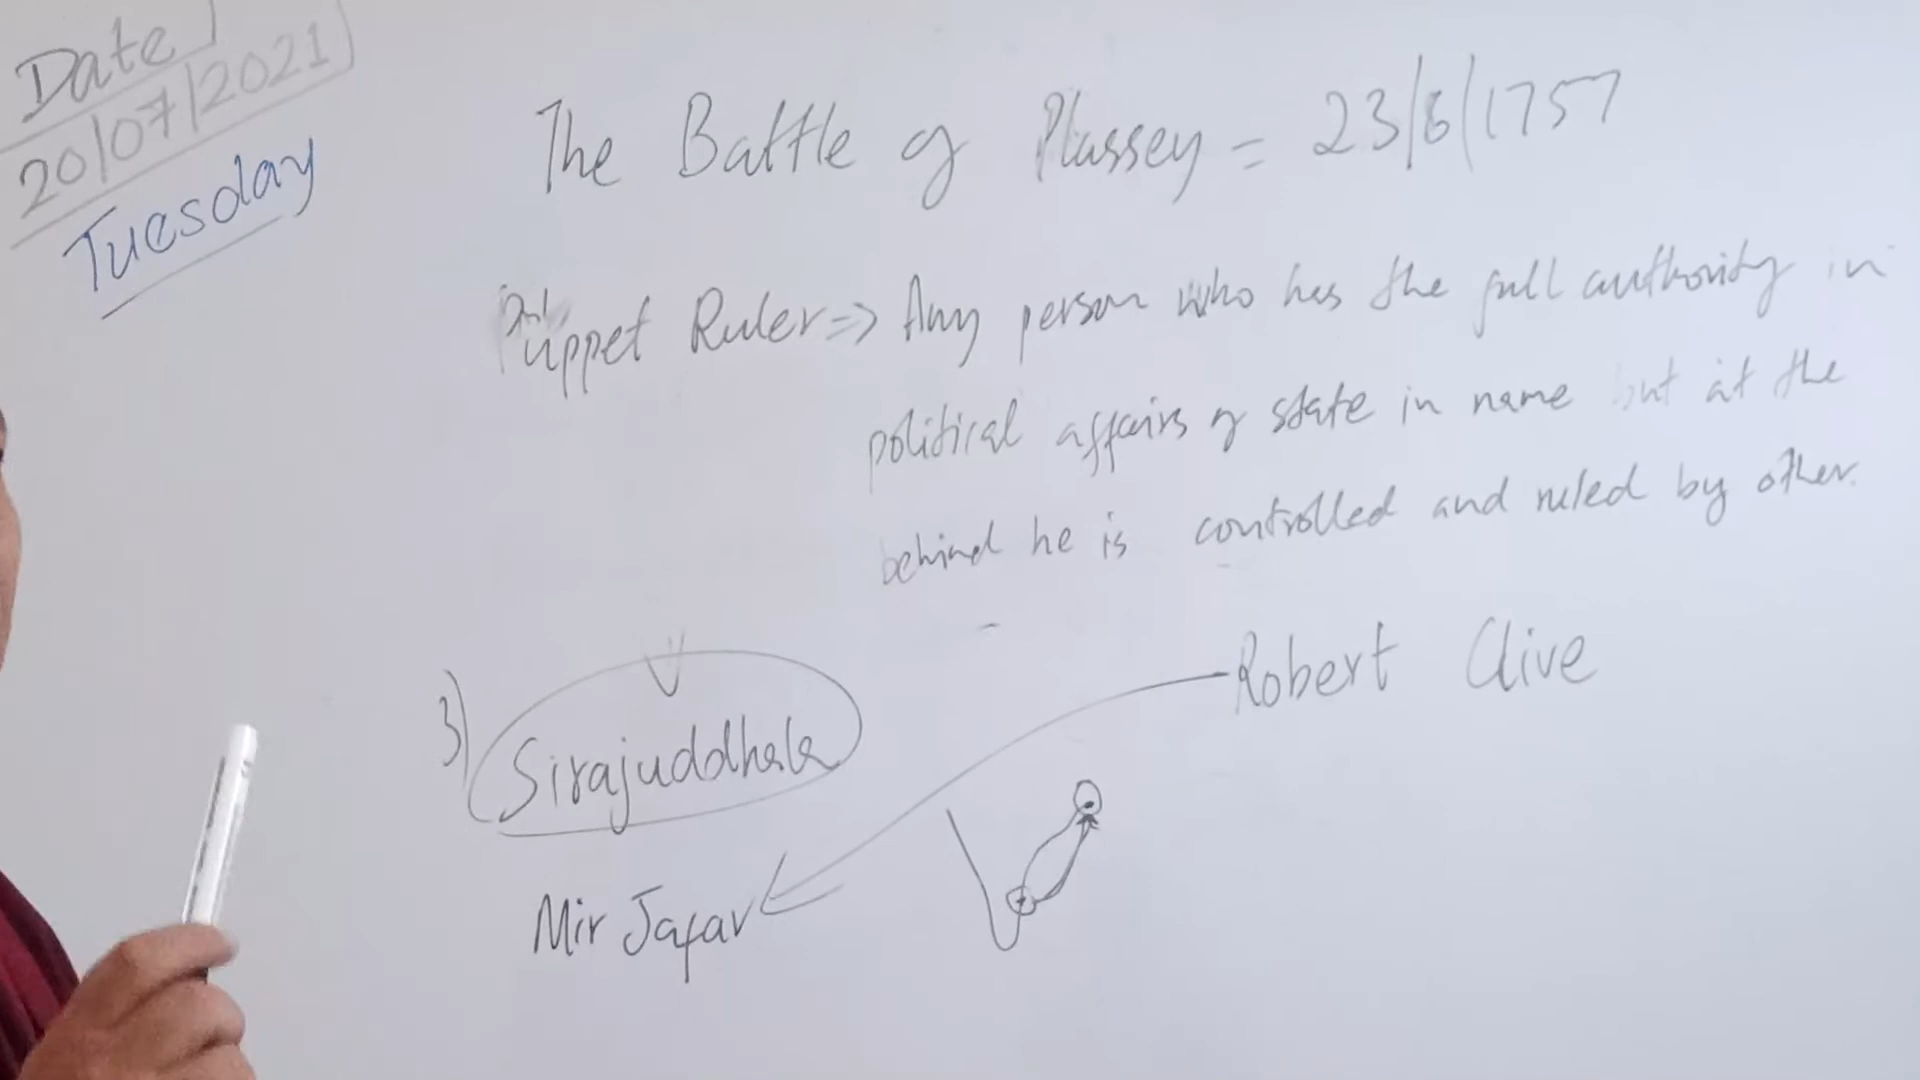 Date
20/07/2021
Tuesday
The Battle of Plassey = 23/6/1757
Puppet Ruler => Any person who has the full authority in
political affairs of state in name but at the
behind he is controlled and ruled by other.
Robert Clive
3) Sirajuddhala
Mir Jafar